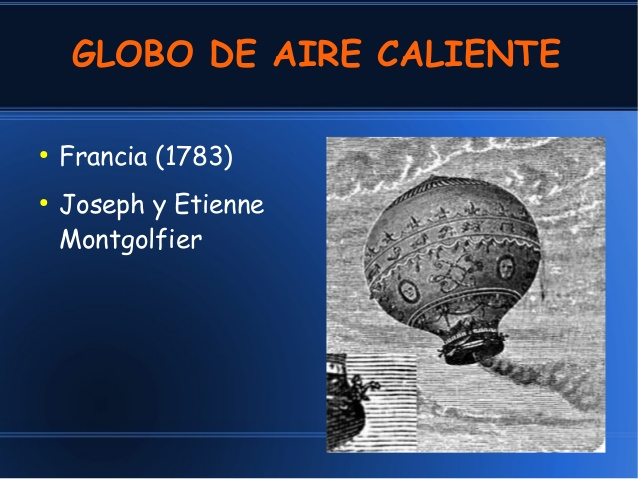 GLOBO DE AIRE CALIENTE
• Francia (1783)
• Joseph y Etienne
Montgolfier